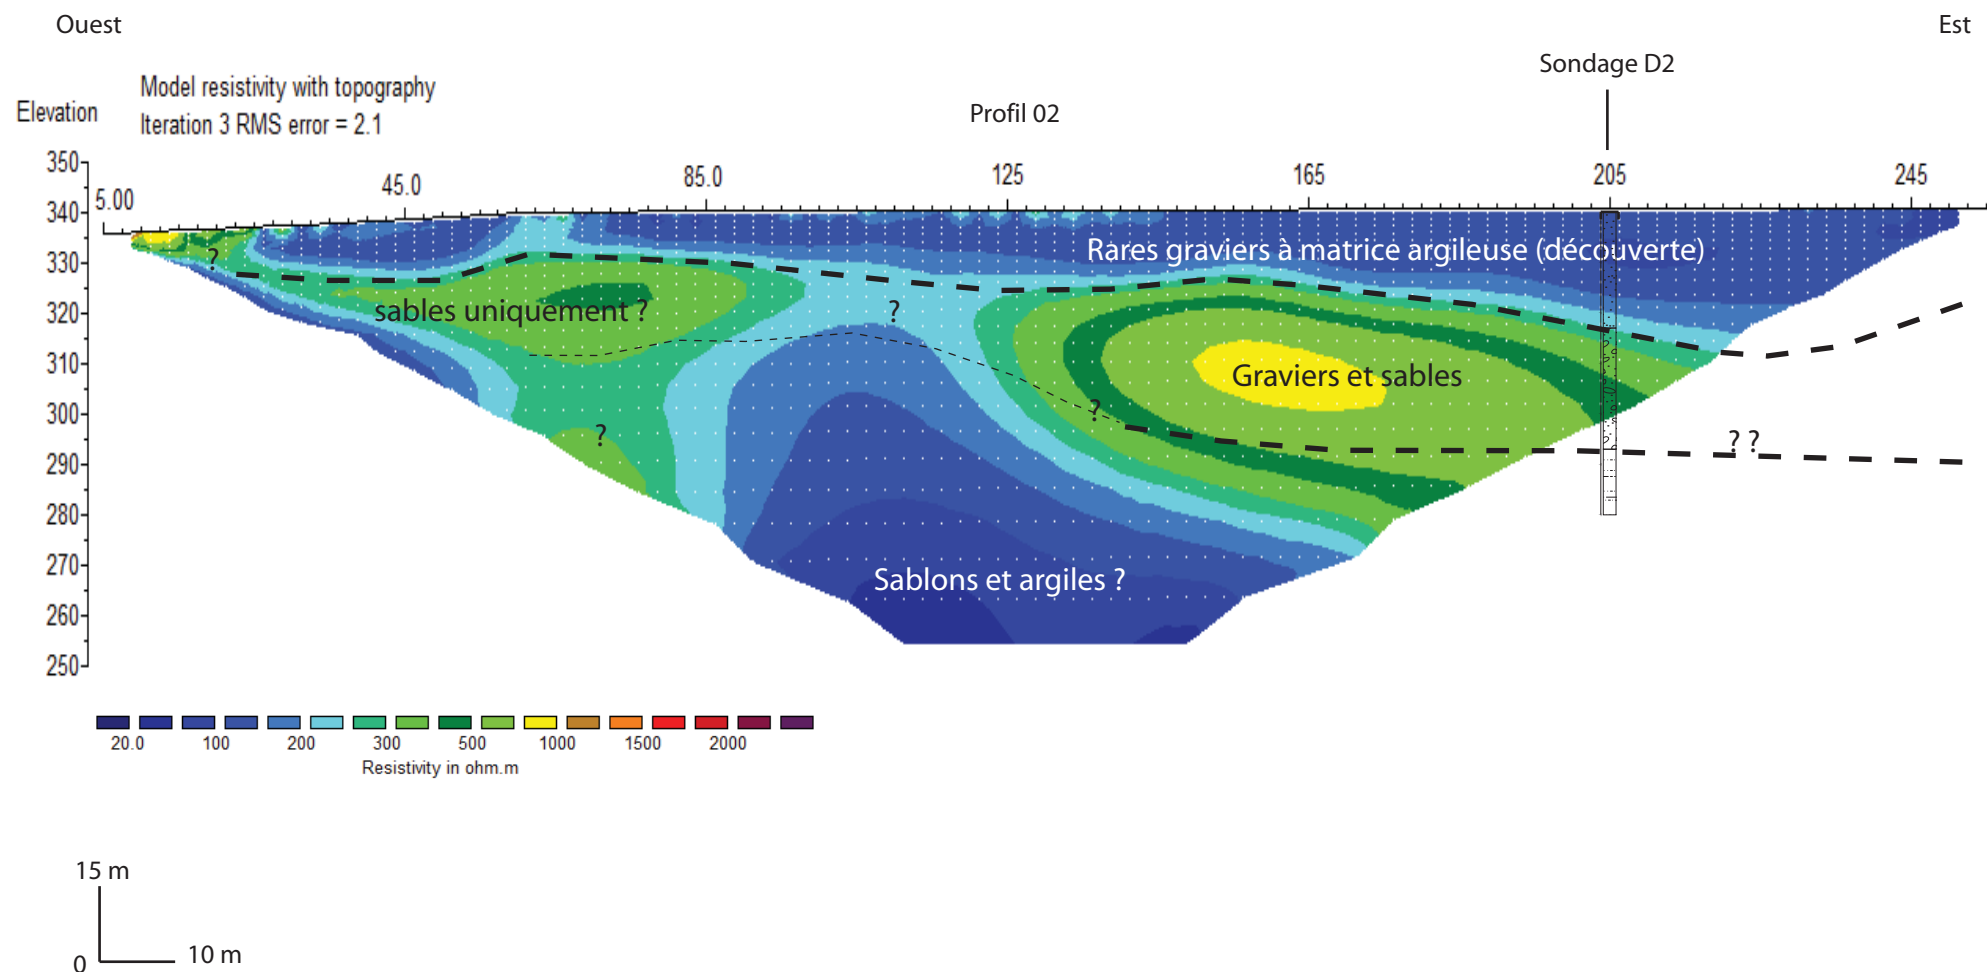 Ouest
Est
Sondage D2
Model resistivity with topography
Elevation
Iteration 3 RMS error = 2.1
Profil 02
350
5.00
45.0
85.0
125
165
205
245
340
Rares graviers à matrice argileuse (découverte)
330
?
320
sables uniquement ?
?
310
Graviers et sables
300
?
?
290
? ?
280
270
Sablons et argiles ?
260
250
20.0 100 200 300 500 1000 1500 2000
Resistivity in ohm.m
15 m
0
10 m